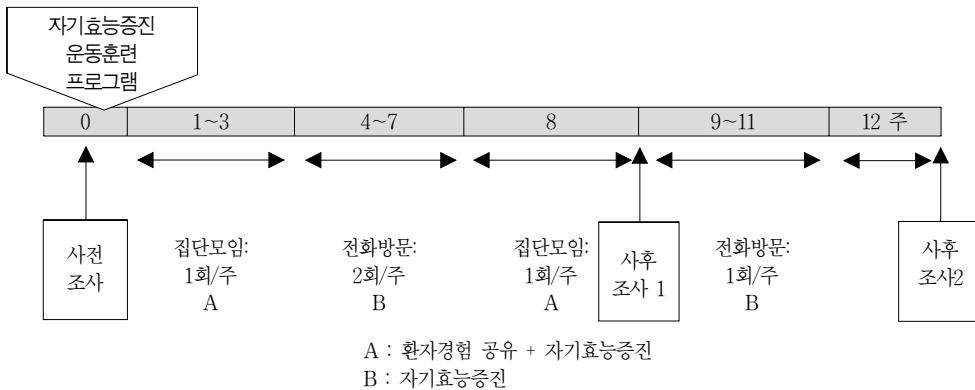 자기효능증진
운동훈련
프로그램
0 1~3 4~7 8 9~11 12 주
사전
조사
집단모임:
1회/주
A
전화방문:
2회/주
B
집단모임:
1회/주
A
사후
조사 1
전화방문:
1회/주
B
사후
조사2
A : 환자경험 공유 + 자기효능증진
B : 자기효능증진